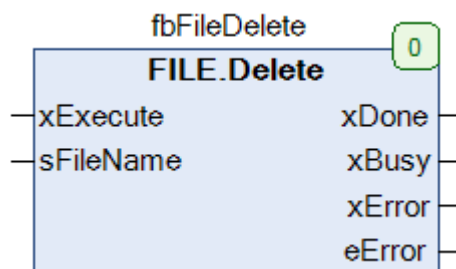 fbFileDelete
0
FILE.Delete
xExecute xDone
sFileName xBusy
xError
eError